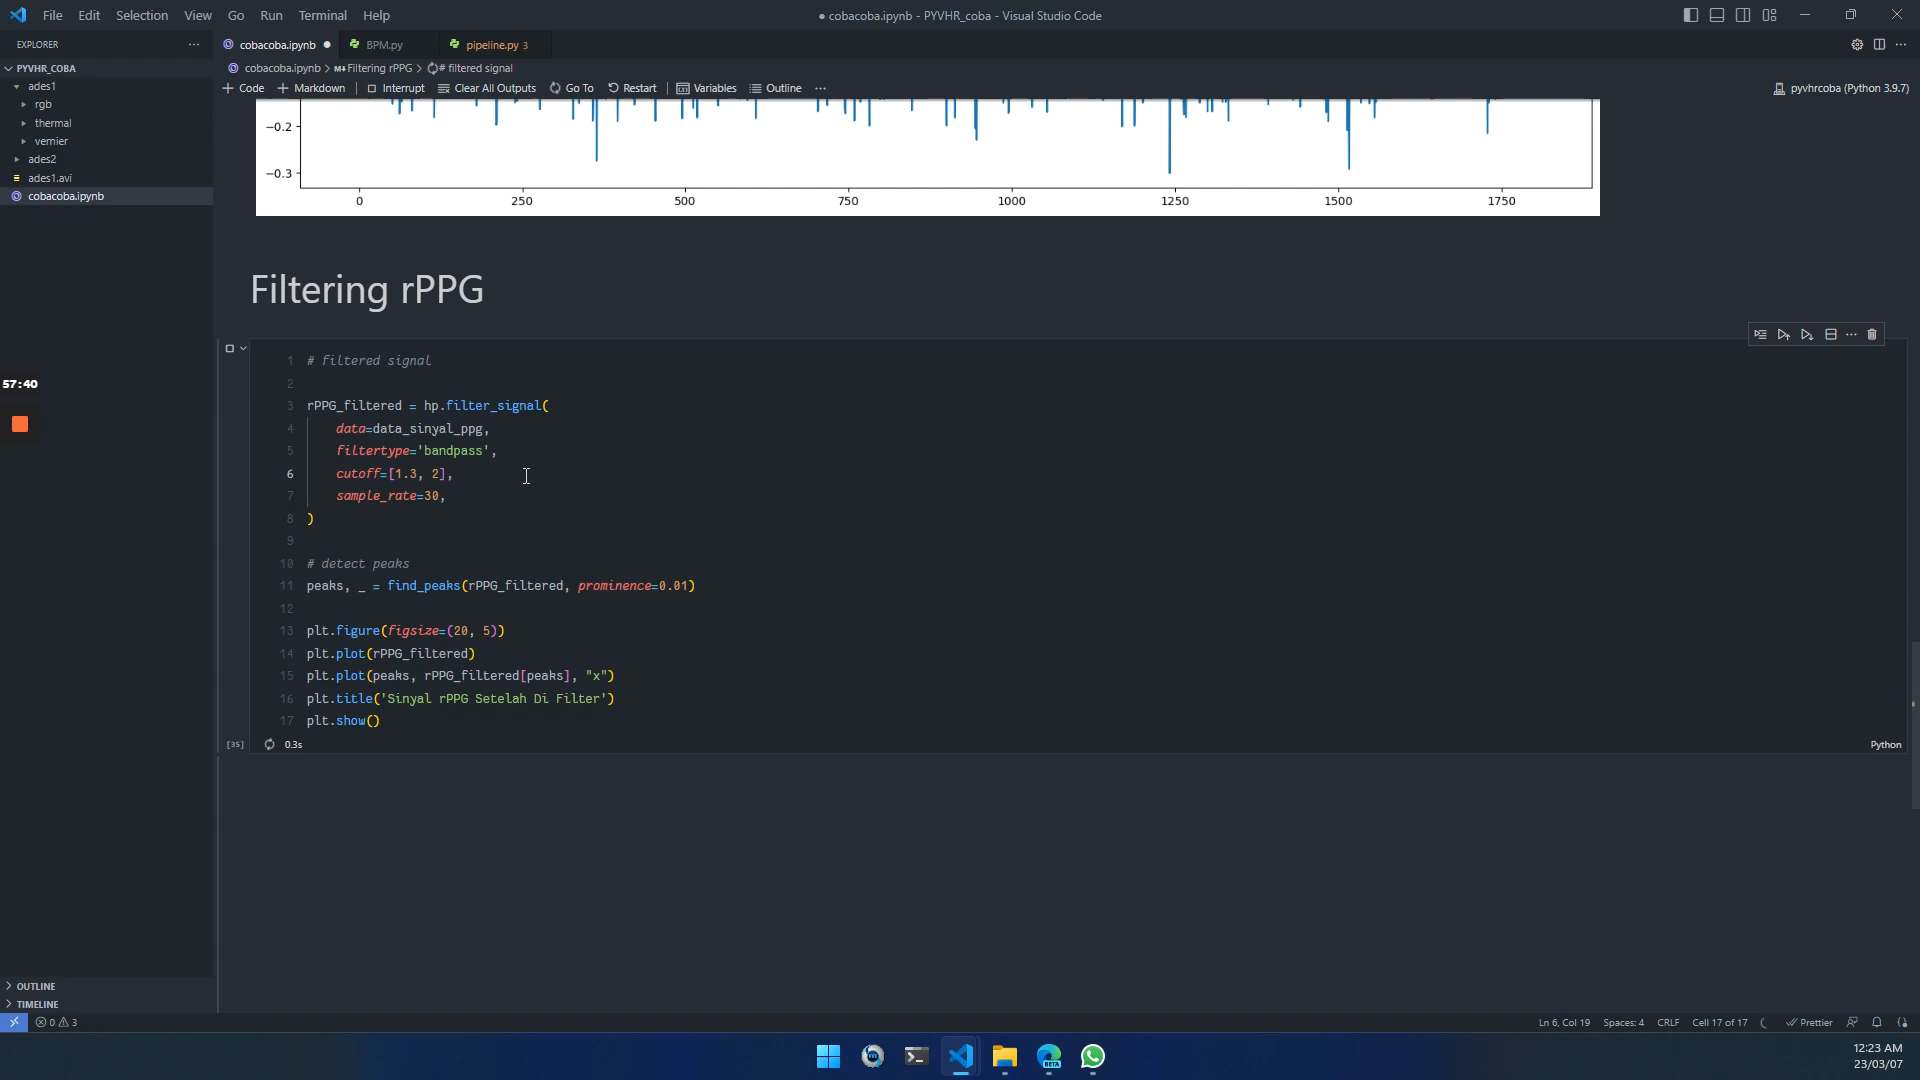 File Edit Selection View Go Run Terminal Help
● cobacoba.ipynb - PYVHR_coba - Visual Studio Code
EXPLORER ···
cobacoba.ipynb ●
BPM.py
pipeline.py 3
PYVHR_COBA
ades1
rgb
thermal
vernier
ades2
ades1.avi
cobacoba.ipynb
cobacoba.ipynb > M↓Filtering rPPG > # filtered signal
+ Code + Markdown Interrupt Clear All Outputs Go To Restart Variables Outline ···
pyvhrcoba (Python 3.9.7)
−0.2
−0.3
0 250 500 750 1000 1250 1500 1750
Filtering rPPG
57:40
1 # filtered signal
2
3 rPPG_filtered = hp.filter_signal(
4 data=data_sinyal_ppg,
5 filtertype='bandpass',
6 cutoff=[1.3, 2],
7 sample_rate=30,
8 )
9
10 # detect peaks
11 peaks, _ = find_peaks(rPPG_filtered, prominence=0.01)
12
13 plt.figure(figsize=(20, 5))
14 plt.plot(rPPG_filtered)
15 plt.plot(peaks, rPPG_filtered[peaks], "x")
16 plt.title('Sinyal rPPG Setelah Di Filter')
17 plt.show()
[35] 0.3s
Python
OUTLINE
TIMELINE
0 3
Ln 6, Col 19 Spaces: 4 CRLF Cell 17 of 17 Prettier
BETA
12:23 AM
23/03/07